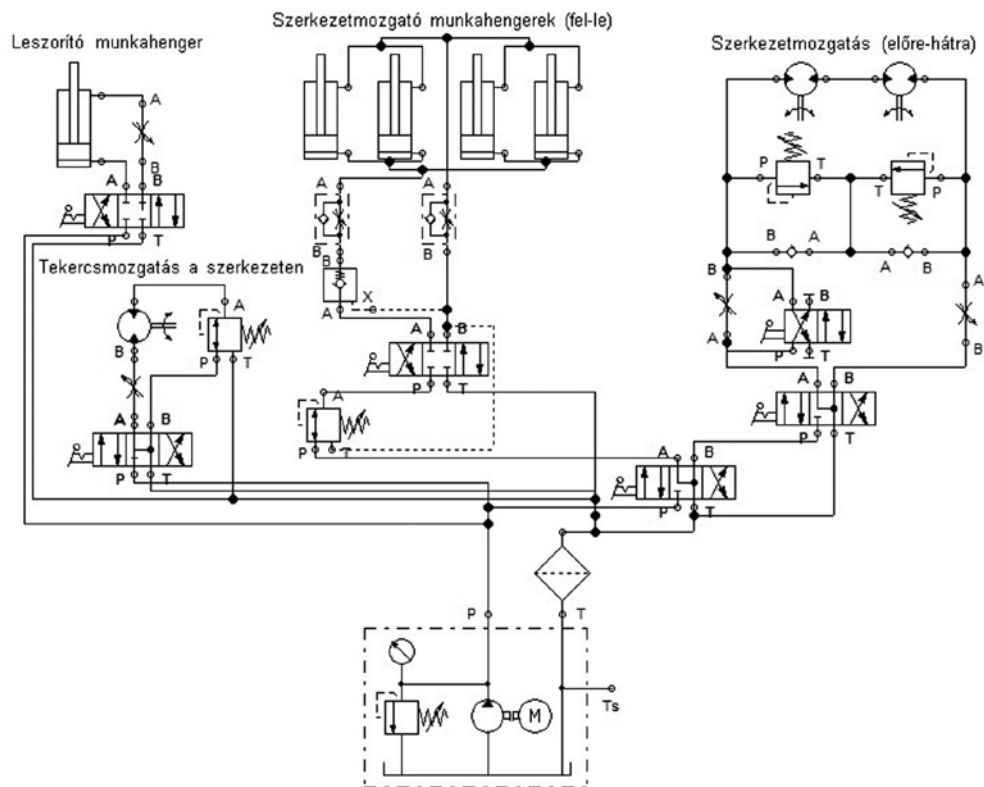 Szerkezetmozgató munkahengerek (fel-le)
Leszorító munkahenger
Szerkezetmozgatás (előre-hátra)
A
B
P T T P
A B
A A
P T
B A
B B
A B
B
Tekercsmozgatás a szerkezeten
B
A
X
A
A B
A
A B
A
B
B
P T
P T
P T
A
A B
A B
P T
P T
A B
P T
P T
M
Ts